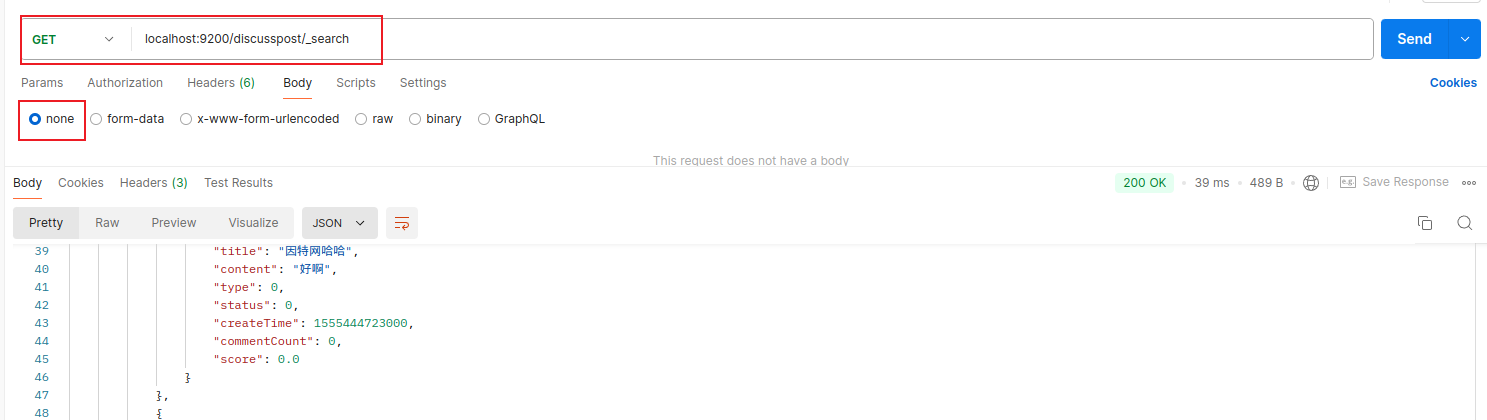 GET localhost:9200/discusspost/_search Send
Params Authorization Headers (6) Body Scripts Settings Cookies
none form-data x-www-form-urlencoded raw binary GraphQL
This request does not have a body
Body Cookies Headers (3) Test Results 200 OK • 39 ms • 489 B e.g. Save Response
Pretty Raw Preview Visualize JSON
39 "title": "因特网哈哈",
40 "content": "好啊",
41 "type": 0,
42 "status": 0,
43 "createTime": 1555444723000,
44 "commentCount": 0,
45 "score": 0.0
46 }
47 },
48 {